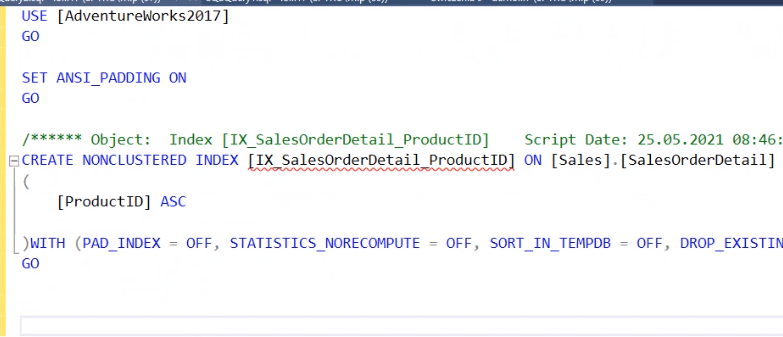 USE [AdventureWorks2017]
GO
SET ANSI_PADDING ON
GO
/****** Object:  Index [IX_SalesOrderDetail_ProductID]    Script Date: 25.05.2021 08:46:
CREATE NONCLUSTERED INDEX [IX_SalesOrderDetail_ProductID] ON [Sales].[SalesOrderDetail]
(
[ProductID] ASC
)WITH (PAD_INDEX = OFF, STATISTICS_NORECOMPUTE = OFF, SORT_IN_TEMPDB = OFF, DROP_EXISTIN
GO